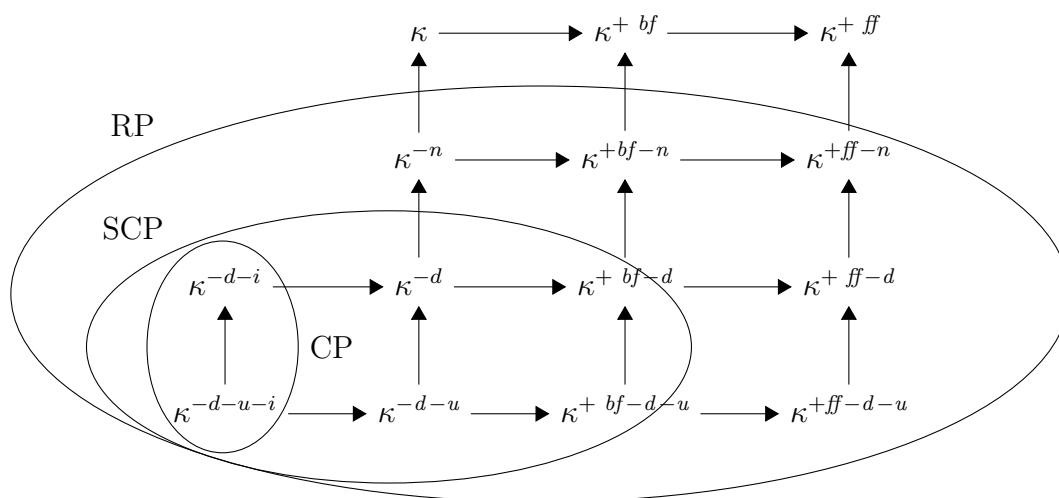 κ κ^{+ bf} κ^{+ ff}
RP
κ^{-n} κ^{+bf-n} κ^{+ff-n}
SCP
κ^{-d-i} κ^{-d} κ^{+ bf-d} κ^{+ ff-d}
CP
κ^{-d-u-i} κ^{-d-u} κ^{+ bf-d-u} κ^{+ff-d-u}